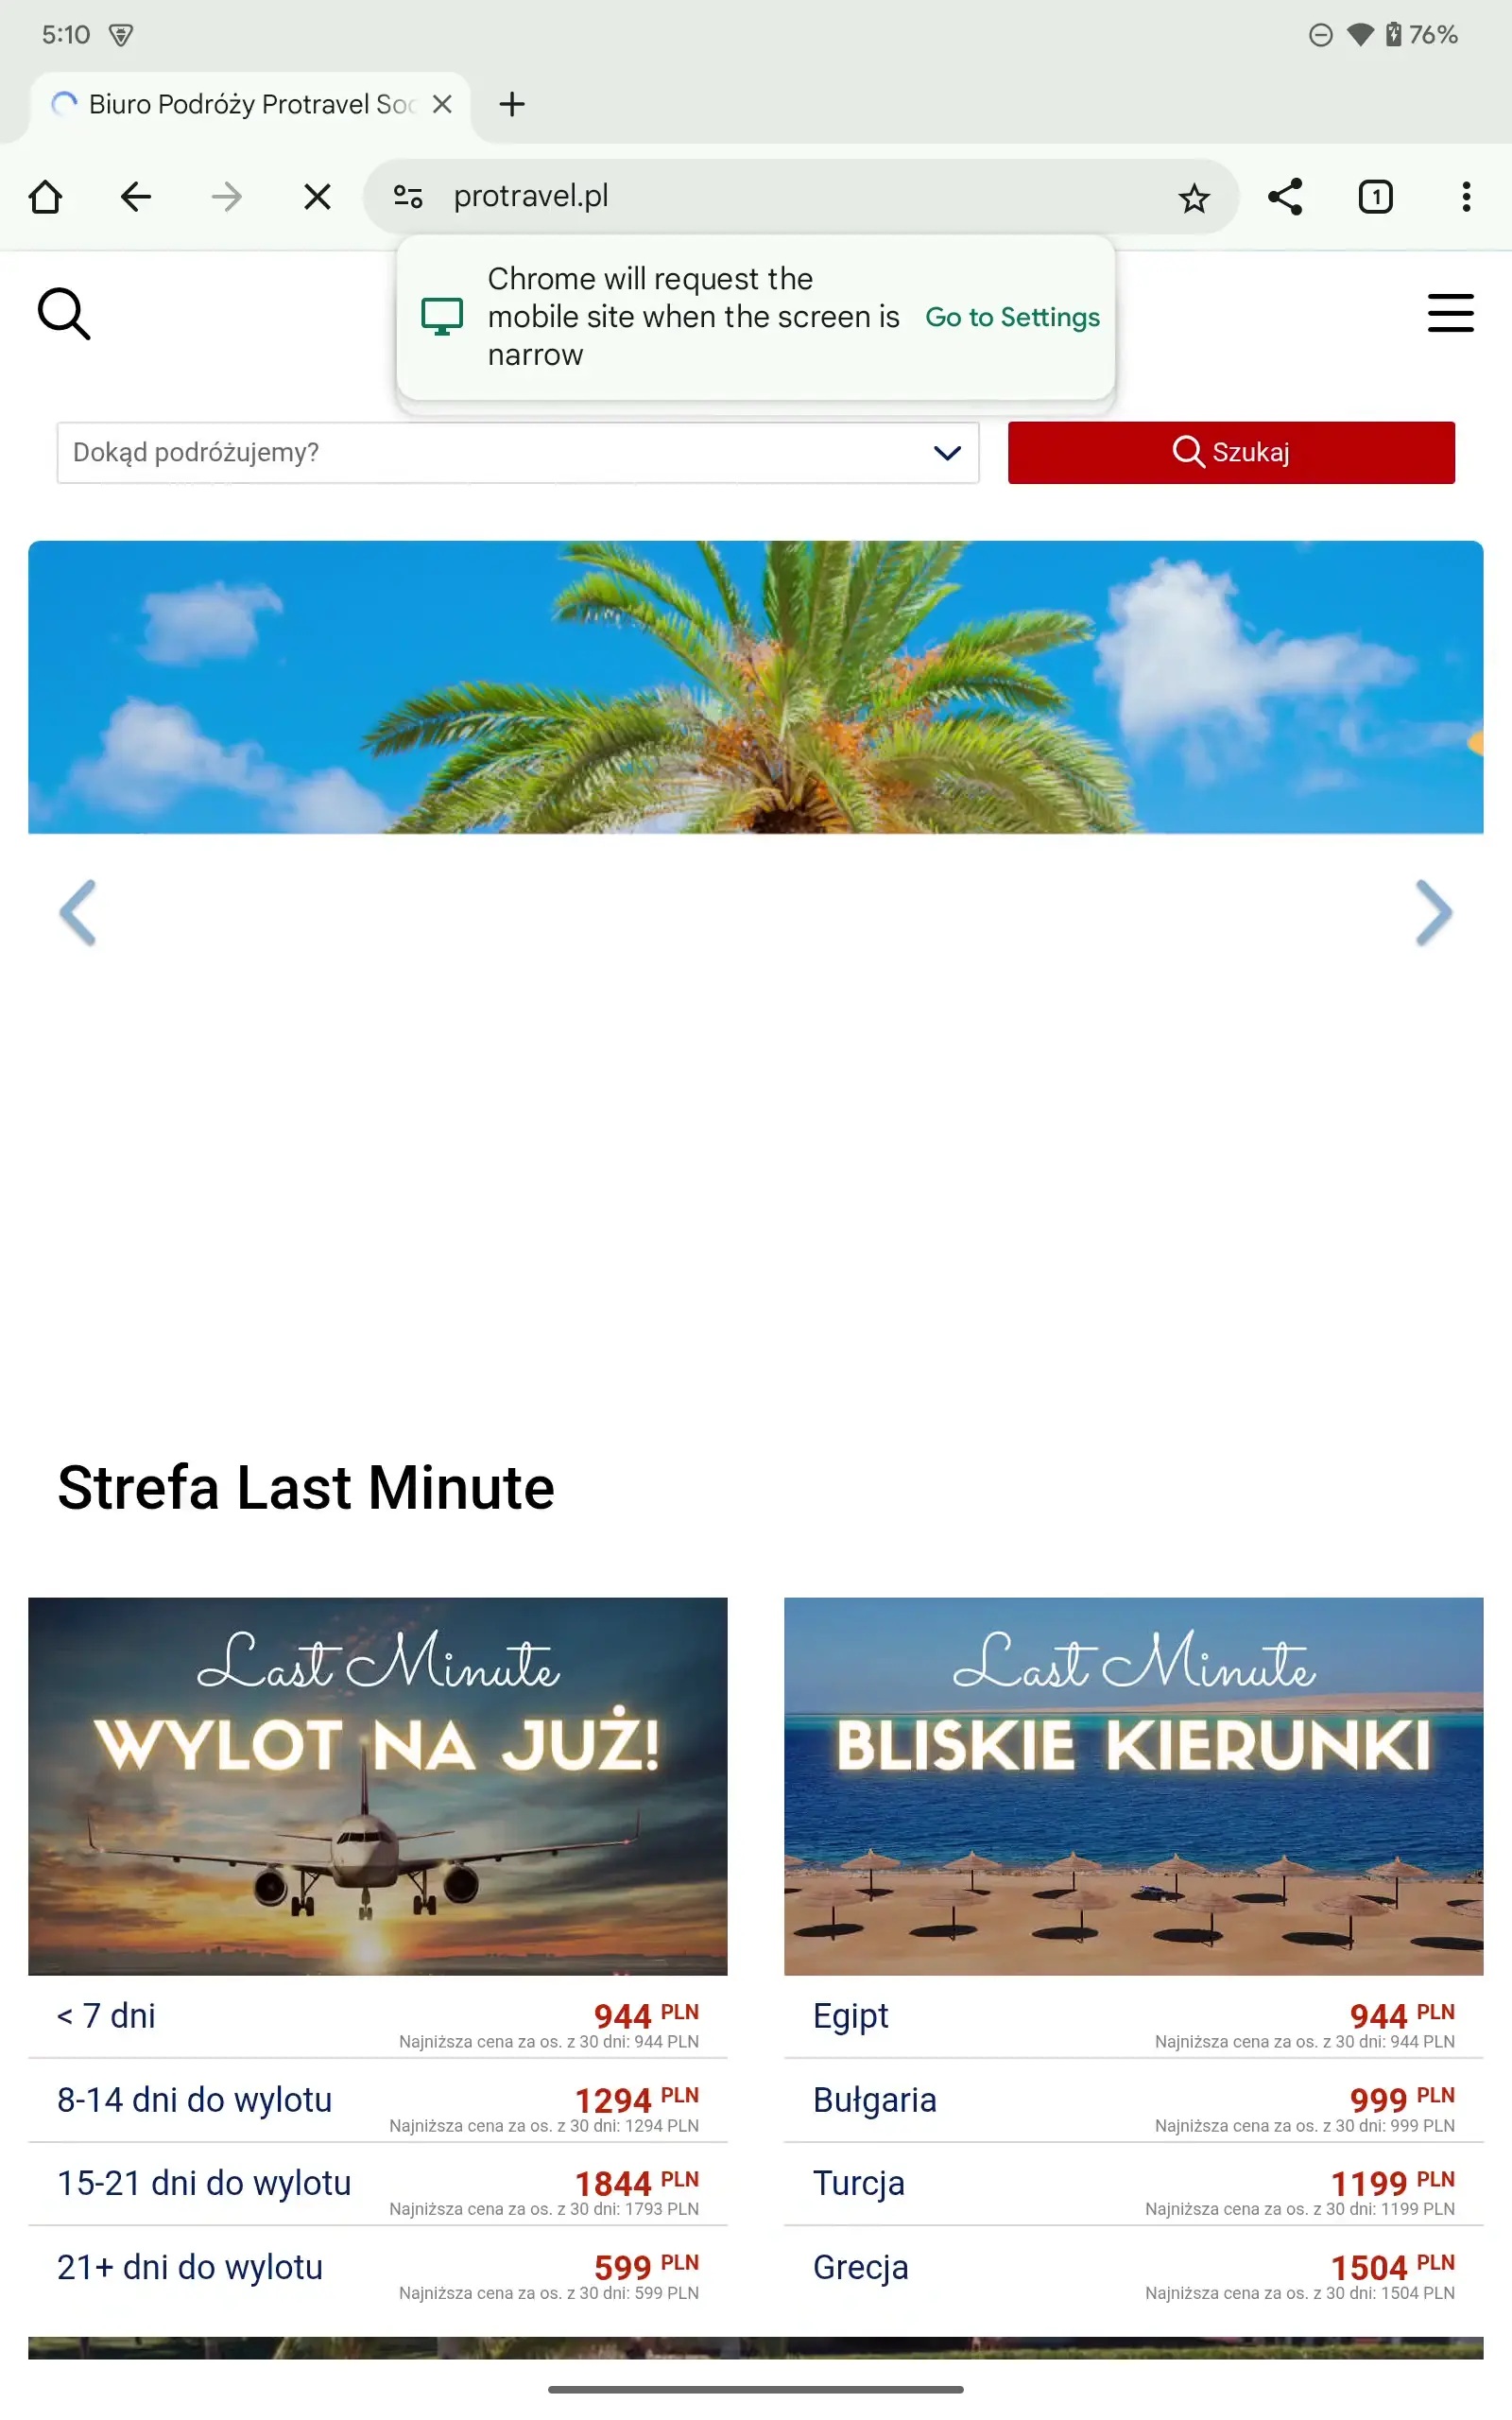 5:10
76%
Biuro Podróży Protravel Soc
protravel.pl
1
Chrome will request the
mobile site when the screen is
narrow
Go to Settings
Dokąd podróżujemy?
Szukaj
Strefa Last Minute
Last Minute
WYLOT NA JUŻ!
< 7 dni
944 PLN
Najniższa cena za os. z 30 dni: 944 PLN
8-14 dni do wylotu
1294 PLN
Najniższa cena za os. z 30 dni: 1294 PLN
15-21 dni do wylotu
1844 PLN
Najniższa cena za os. z 30 dni: 1793 PLN
21+ dni do wylotu
599 PLN
Najniższa cena za os. z 30 dni: 599 PLN
Last Minute
BLISKIE KIERUNKI
Egipt
944 PLN
Najniższa cena za os. z 30 dni: 944 PLN
Bułgaria
999 PLN
Najniższa cena za os. z 30 dni: 999 PLN
Turcja
1199 PLN
Najniższa cena za os. z 30 dni: 1199 PLN
Grecja
1504 PLN
Najniższa cena za os. z 30 dni: 1504 PLN